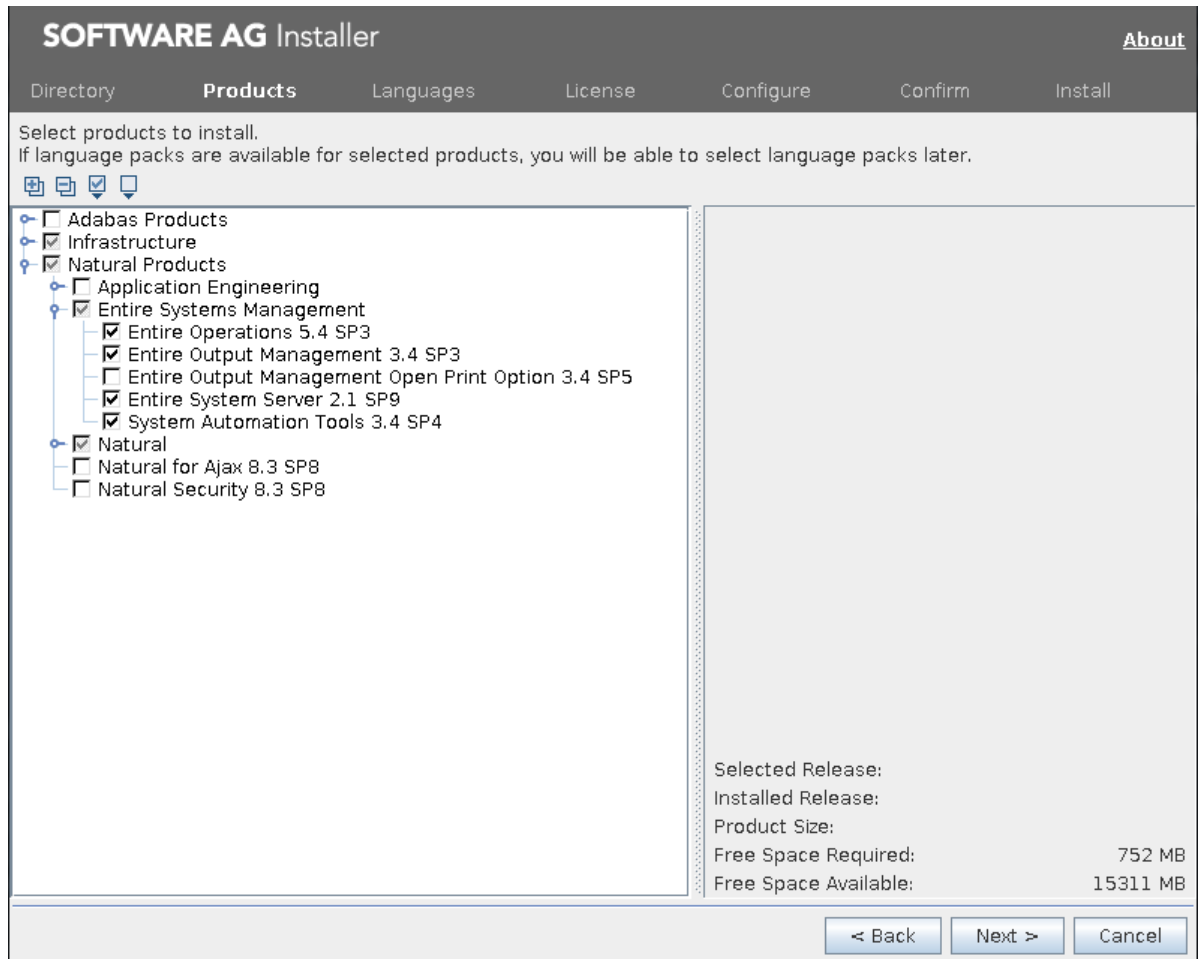 SOFTWARE AG Installer
About
Directory Products Languages License Configure Confirm Install
Select products to install.
If language packs are available for selected products, you will be able to select language packs later.
Adabas Products
Infrastructure
Natural Products
Application Engineering
Entire Systems Management
Entire Operations 5.4 SP3
Entire Output Management 3.4 SP3
Entire Output Management Open Print Option 3.4 SP5
Entire System Server 2.1 SP9
System Automation Tools 3.4 SP4
Natural
Natural for Ajax 8.3 SP8
Natural Security 8.3 SP8
Selected Release:
Installed Release:
Product Size:
Free Space Required: 752 MB
Free Space Available: 15311 MB
< Back Next > Cancel